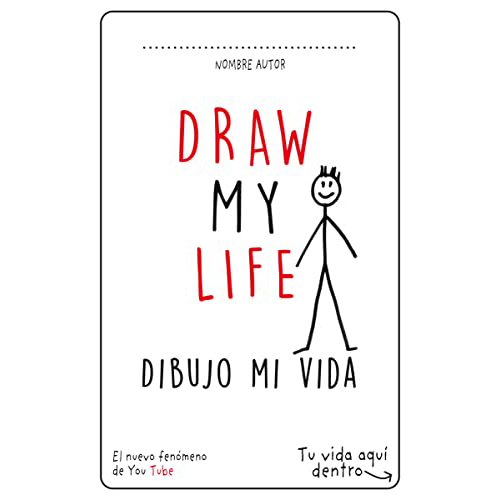 NOMBRE AUTOR
DRAW
MY
LIFE
DIBUJO MI VIDA
El nuevo fenómeno
de You Tube
Tu vida aquí
dentro